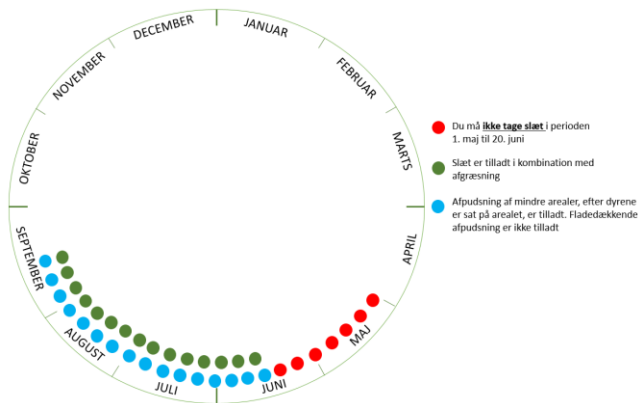 JANUAR
FEBRUAR
MARTS
APRIL
MAJ
JUNI
JULI
AUGUST
SEPTEMBER
OKTOBER
NOVEMBER
DECEMBER
Du må ikke tage slæt i perioden
1. maj til 20. juni
Slæt er tilladt i kombination med
afgræsning
Afpudsning af mindre arealer, efter dyrene
er sat på arealet, er tilladt. Fladedækkende
afpudsning er ikke tilladt